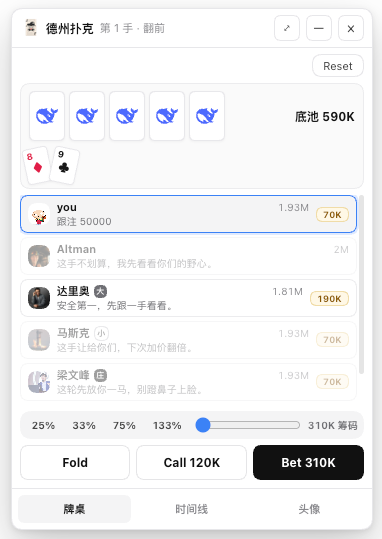 德州扑克 第 1 手 · 翻前
Reset
底池 590K
8
9
you 1.93M
跟注 50000 70K
Altman 2M
这手不划算，我先看看你们的野心。
达里奥 大 1.81M
安全第一，先跟一手看看。 190K
马斯克 小 1.93M
这手让给你们，下次加价翻倍。 70K
梁文峰 庄 1.93M
这轮先放你一马，别蹬鼻子上脸。 70K
25% 33% 75% 133% 310K 筹码
Fold Call 120K Bet 310K
牌桌 时间线 头像